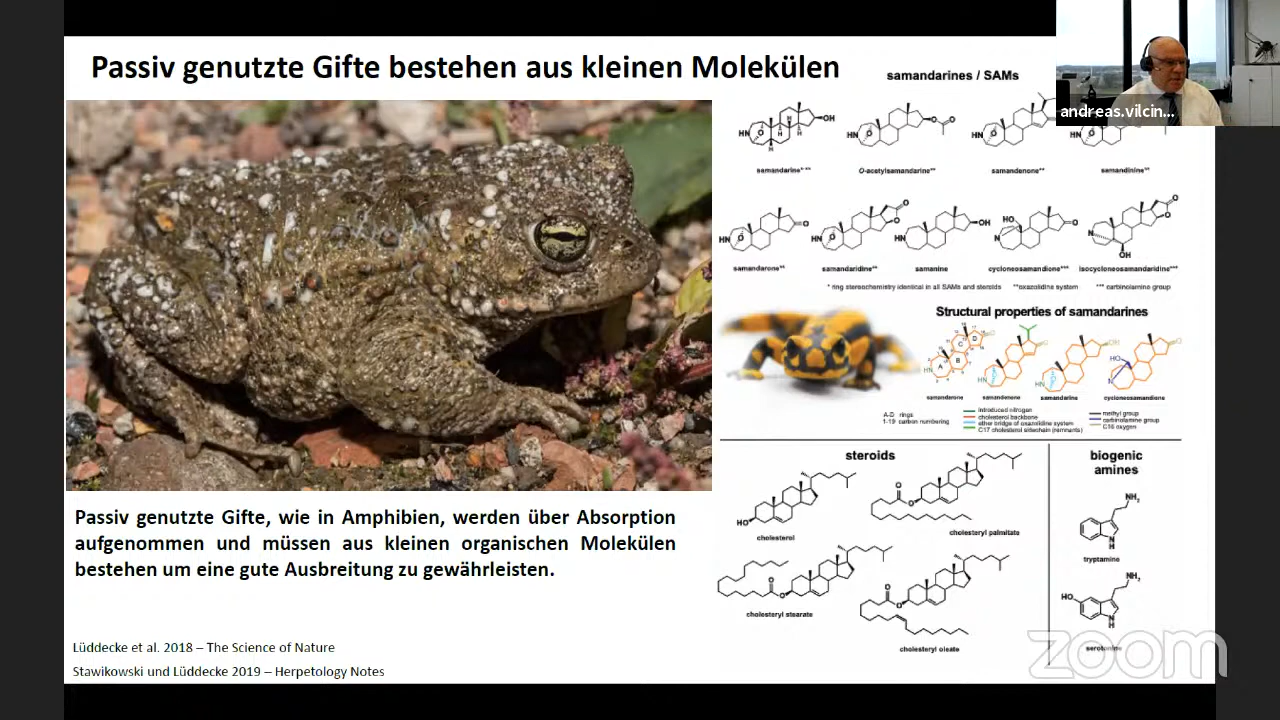 Passiv genutzte Gifte bestehen aus kleinen Molekülen
andreas.vilcin...
samandarines / SAMs
samandarine* **
O-acetylsamandarine**
samandenone**
samandinine**
samandarone**
samandaridine**
samanine
cycloneosamandione***
isocycloneosamandaridine***
* ring stereochemistry identical in all SAMs and steroids
**oxazolidine system
*** carbinolamine group
Structural properties of samandarines
samandarone
samandenone
samandarine
cycloneosamandione
A-D rings
1-19 carbon numbering
introduced nitrogen
cholesterol backbone
ether bridge of oxazolidine system
C17 cholesterol sidechain (remnants)
methyl group
carbinolamine group
C16 oxygen
steroids
cholesterol
cholesteryl palmitate
cholesteryl stearate
cholesteryl oleate
biogenic
amines
tryptamine
serotonine
Passiv genutzte Gifte, wie in Amphibien, werden über Absorption
aufgenommen und müssen aus kleinen organischen Molekülen
bestehen um eine gute Ausbreitung zu gewährleisten.
Lüddecke et al. 2018 – The Science of Nature
Stawikowski und Lüddecke 2019 – Herpetology Notes
zoom